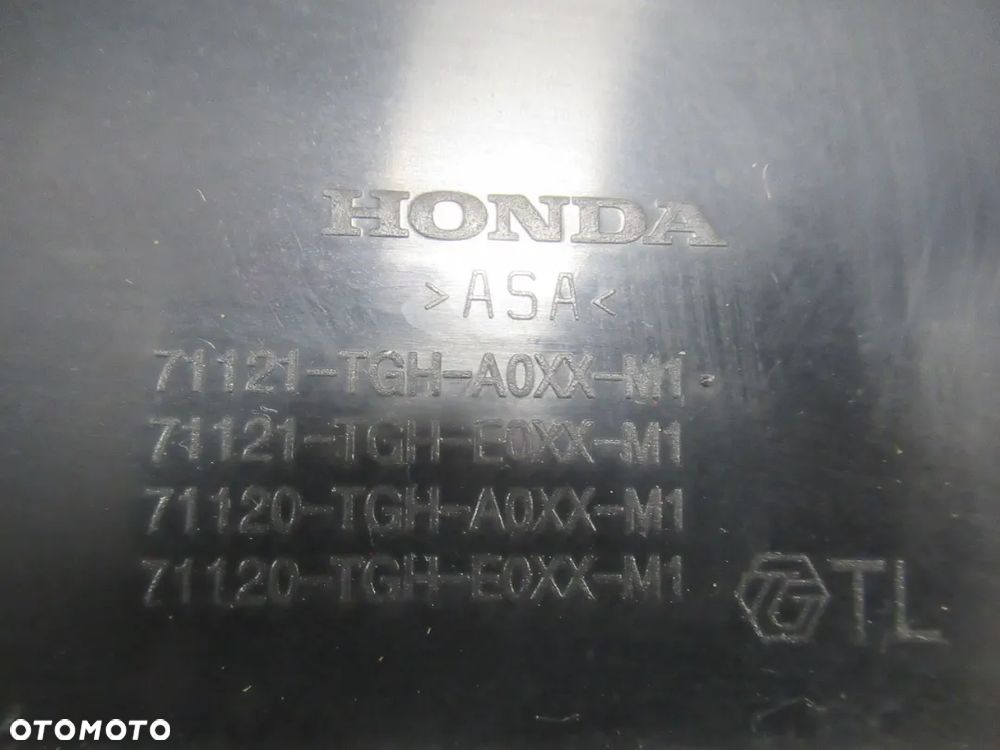 HONDA
>ASA<
71121-TGH-A0XX-M1
71121-TGH-E0XX-M1
71120-TGH-A0XX-M1
71120-TGH-E0XX-M1
TG TL
OTOMOTO